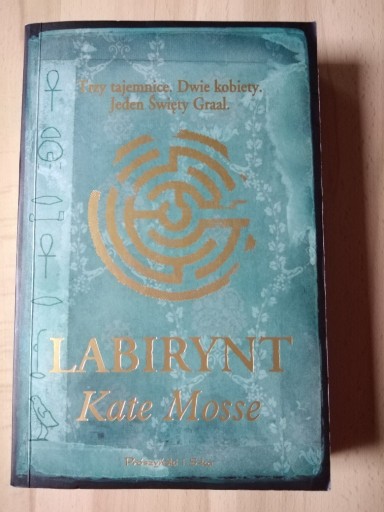 Trzy tajemnice. Dwie kobiety.
Jeden Święty Graal.
LABIRYNT
Kate Mosse